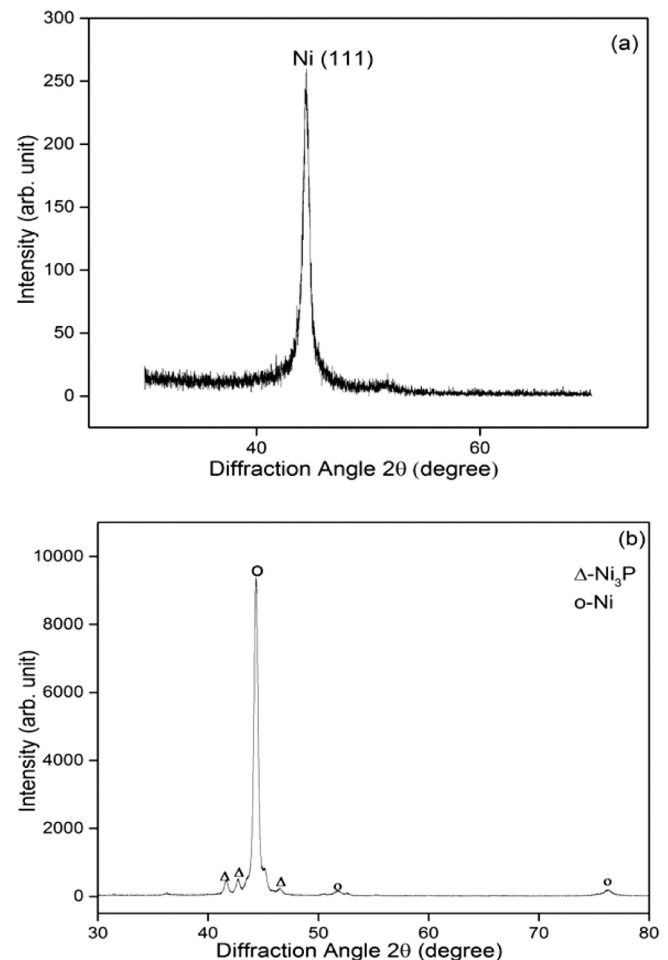 (a)
Ni (111)
300
250
200
150
100
50
0
Intensity (arb. unit)
40 60
Diffraction Angle 2θ (degree)
(b)
Δ-Ni₃P
o-Ni
10000
8000
6000
4000
2000
0
Intensity (arb. unit)
O
Δ Δ Δ o o
30 40 50 60 70 80
Diffraction Angle 2θ (degree)